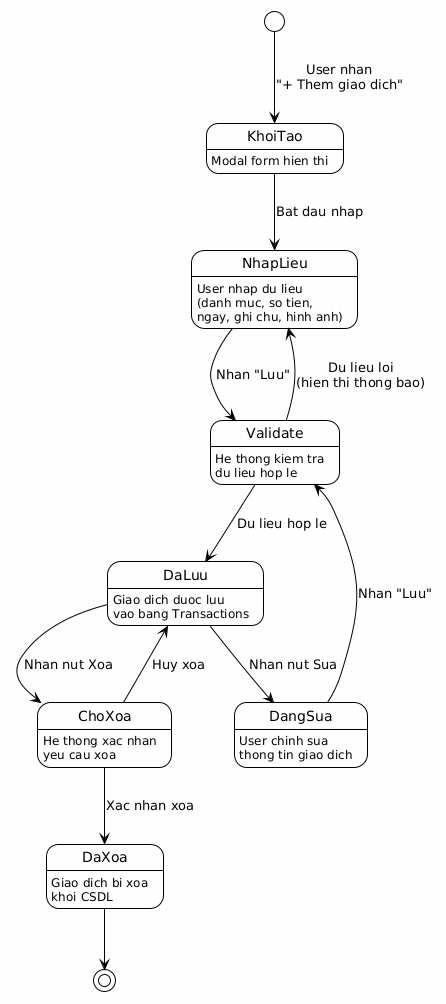 User nhan
"+ Them giao dich"
KhoiTao
Modal form hien thi
Bat dau nhap
NhapLieu
User nhap du lieu
(danh muc, so tien,
ngay, ghi chu, hinh anh)
Nhan "Luu"
Du lieu loi
(hien thi thong bao)
Validate
He thong kiem tra
du lieu hop le
Du lieu hop le
DaLuu
Giao dich duoc luu
vao bang Transactions
Nhan "Luu"
Nhan nut Xoa
Huy xoa
Nhan nut Sua
ChoXoa
He thong xac nhan
yeu cau xoa
DangSua
User chinh sua
thong tin giao dich
Xac nhan xoa
DaXoa
Giao dich bi xoa
khoi CSDL